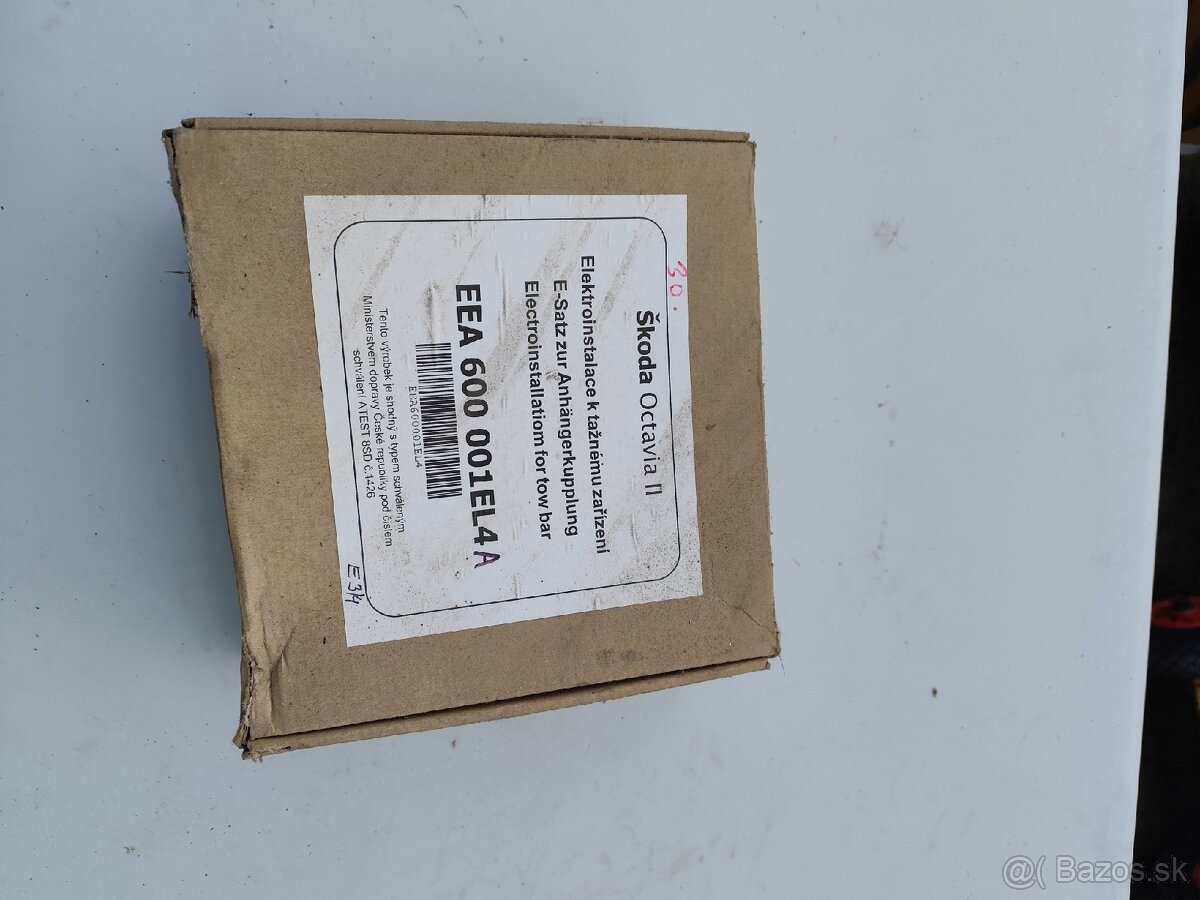 30.
Škoda Octavia II
Elektroinstalace k tažnému zařízení
E-Satz zur Anhängerkupplung
Electroinstallatiom for tow bar
EEA 600 001EL4 A
EEA600001EL4
Tento výrobek je shodný s typem schváleným
Ministerstvem dopravy České republiky pod číslem
schválení ATEST 8SD č.1426
E3/4
@( Bazos.sk